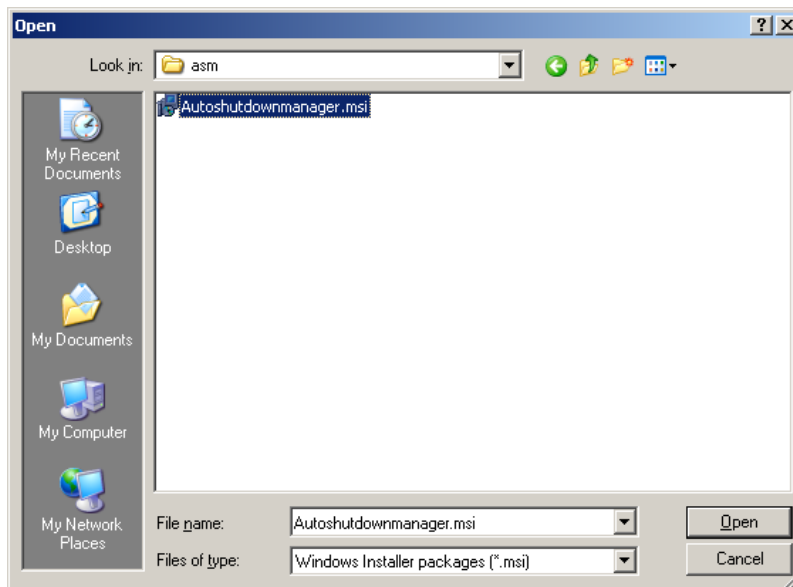 Open
Look in:
asm
Autoshutdownmanager.msi
My Recent
Documents
Desktop
My Documents
My Computer
My Network
Places
File name:
Autoshutdownmanager.msi
Open
Files of type:
Windows Installer packages (*.msi)
Cancel